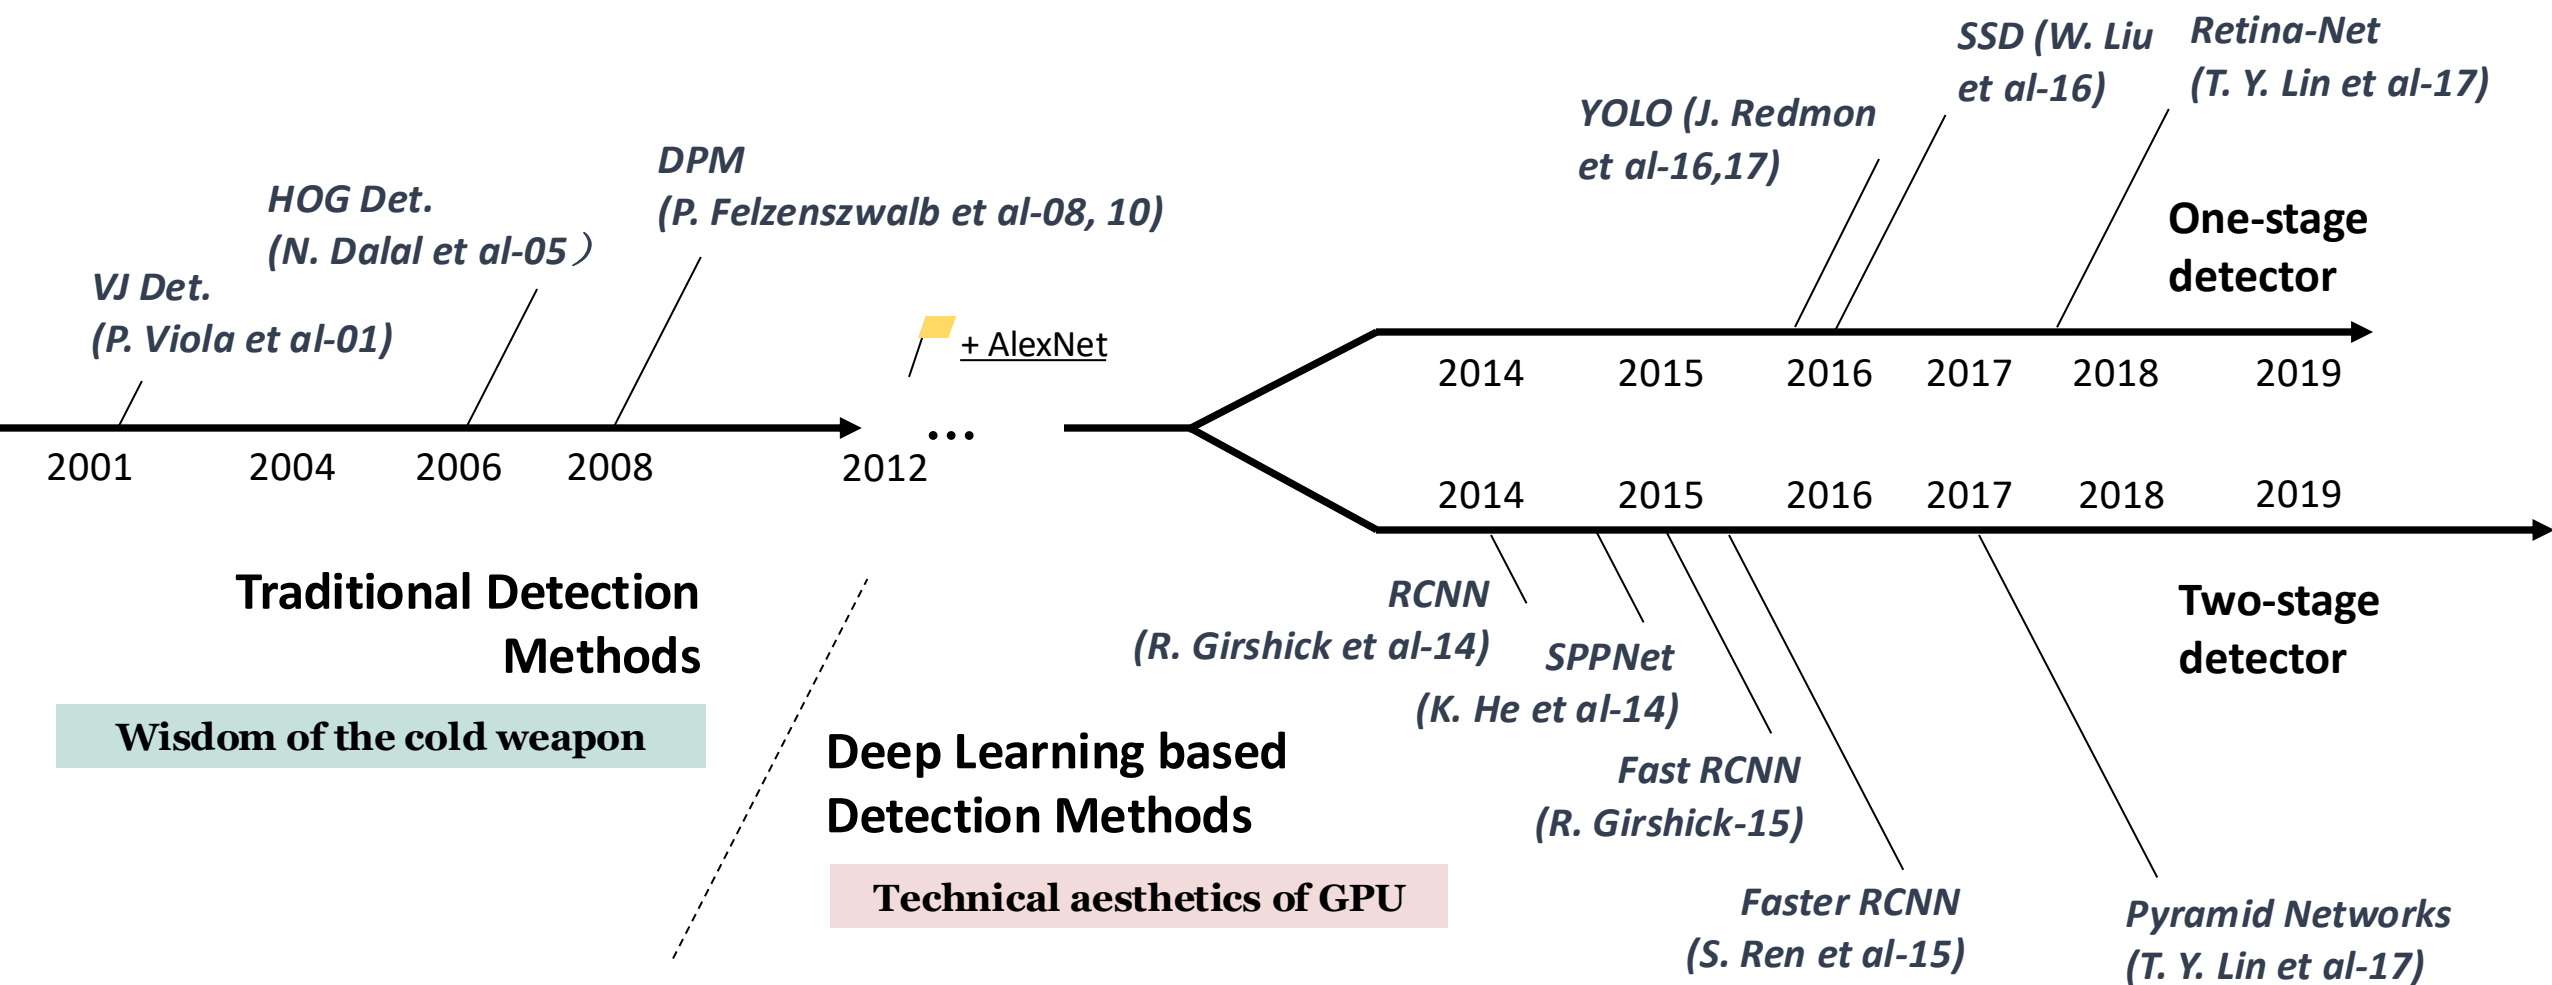 VJ Det.
(P. Viola et al-01)
HOG Det.
(N. Dalal et al-05）
DPM
(P. Felzenszwalb et al-08, 10)
+ AlexNet
...
2001
2004
2006
2008
2012
Traditional Detection
Methods
Wisdom of the cold weapon
Deep Learning based
Detection Methods
Technical aesthetics of GPU
YOLO (J. Redmon
et al-16,17)
SSD (W. Liu
et al-16)
Retina-Net
(T. Y. Lin et al-17)
One-stage
detector
2014
2015
2016
2017
2018
2019
2014
2015
2016
2017
2018
2019
RCNN
(R. Girshick et al-14)
SPPNet
(K. He et al-14)
Fast RCNN
(R. Girshick-15)
Faster RCNN
(S. Ren et al-15)
Pyramid Networks
(T. Y. Lin et al-17)
Two-stage
detector